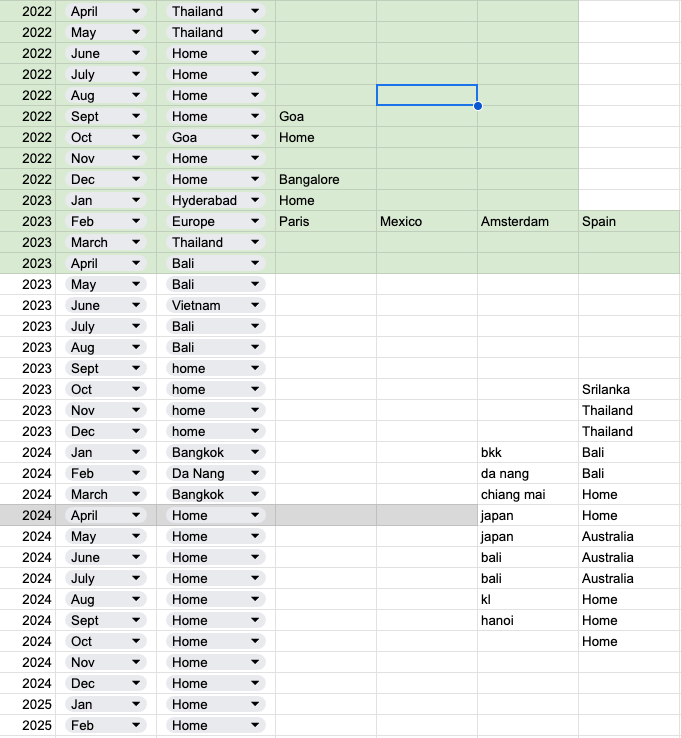 2022 April Thailand
2022 May Thailand
2022 June Home
2022 July Home
2022 Aug Home
2022 Sept Home Goa
2022 Oct Goa Home
2022 Nov Home
2022 Dec Home Bangalore
2023 Jan Hyderabad Home
2023 Feb Europe Paris Mexico Amsterdam Spain
2023 March Thailand
2023 April Bali
2023 May Bali
2023 June Vietnam
2023 July Bali
2023 Aug Bali
2023 Sept home
2023 Oct home Srilanka
2023 Nov home Thailand
2023 Dec home Thailand
2024 Jan Bangkok bkk Bali
2024 Feb Da Nang da nang Bali
2024 March Bangkok chiang mai Home
2024 April Home japan Home
2024 May Home japan Australia
2024 June Home bali Australia
2024 July Home bali Australia
2024 Aug Home kl Home
2024 Sept Home hanoi Home
2024 Oct Home Home
2024 Nov Home
2024 Dec Home
2025 Jan Home
2025 Feb Home